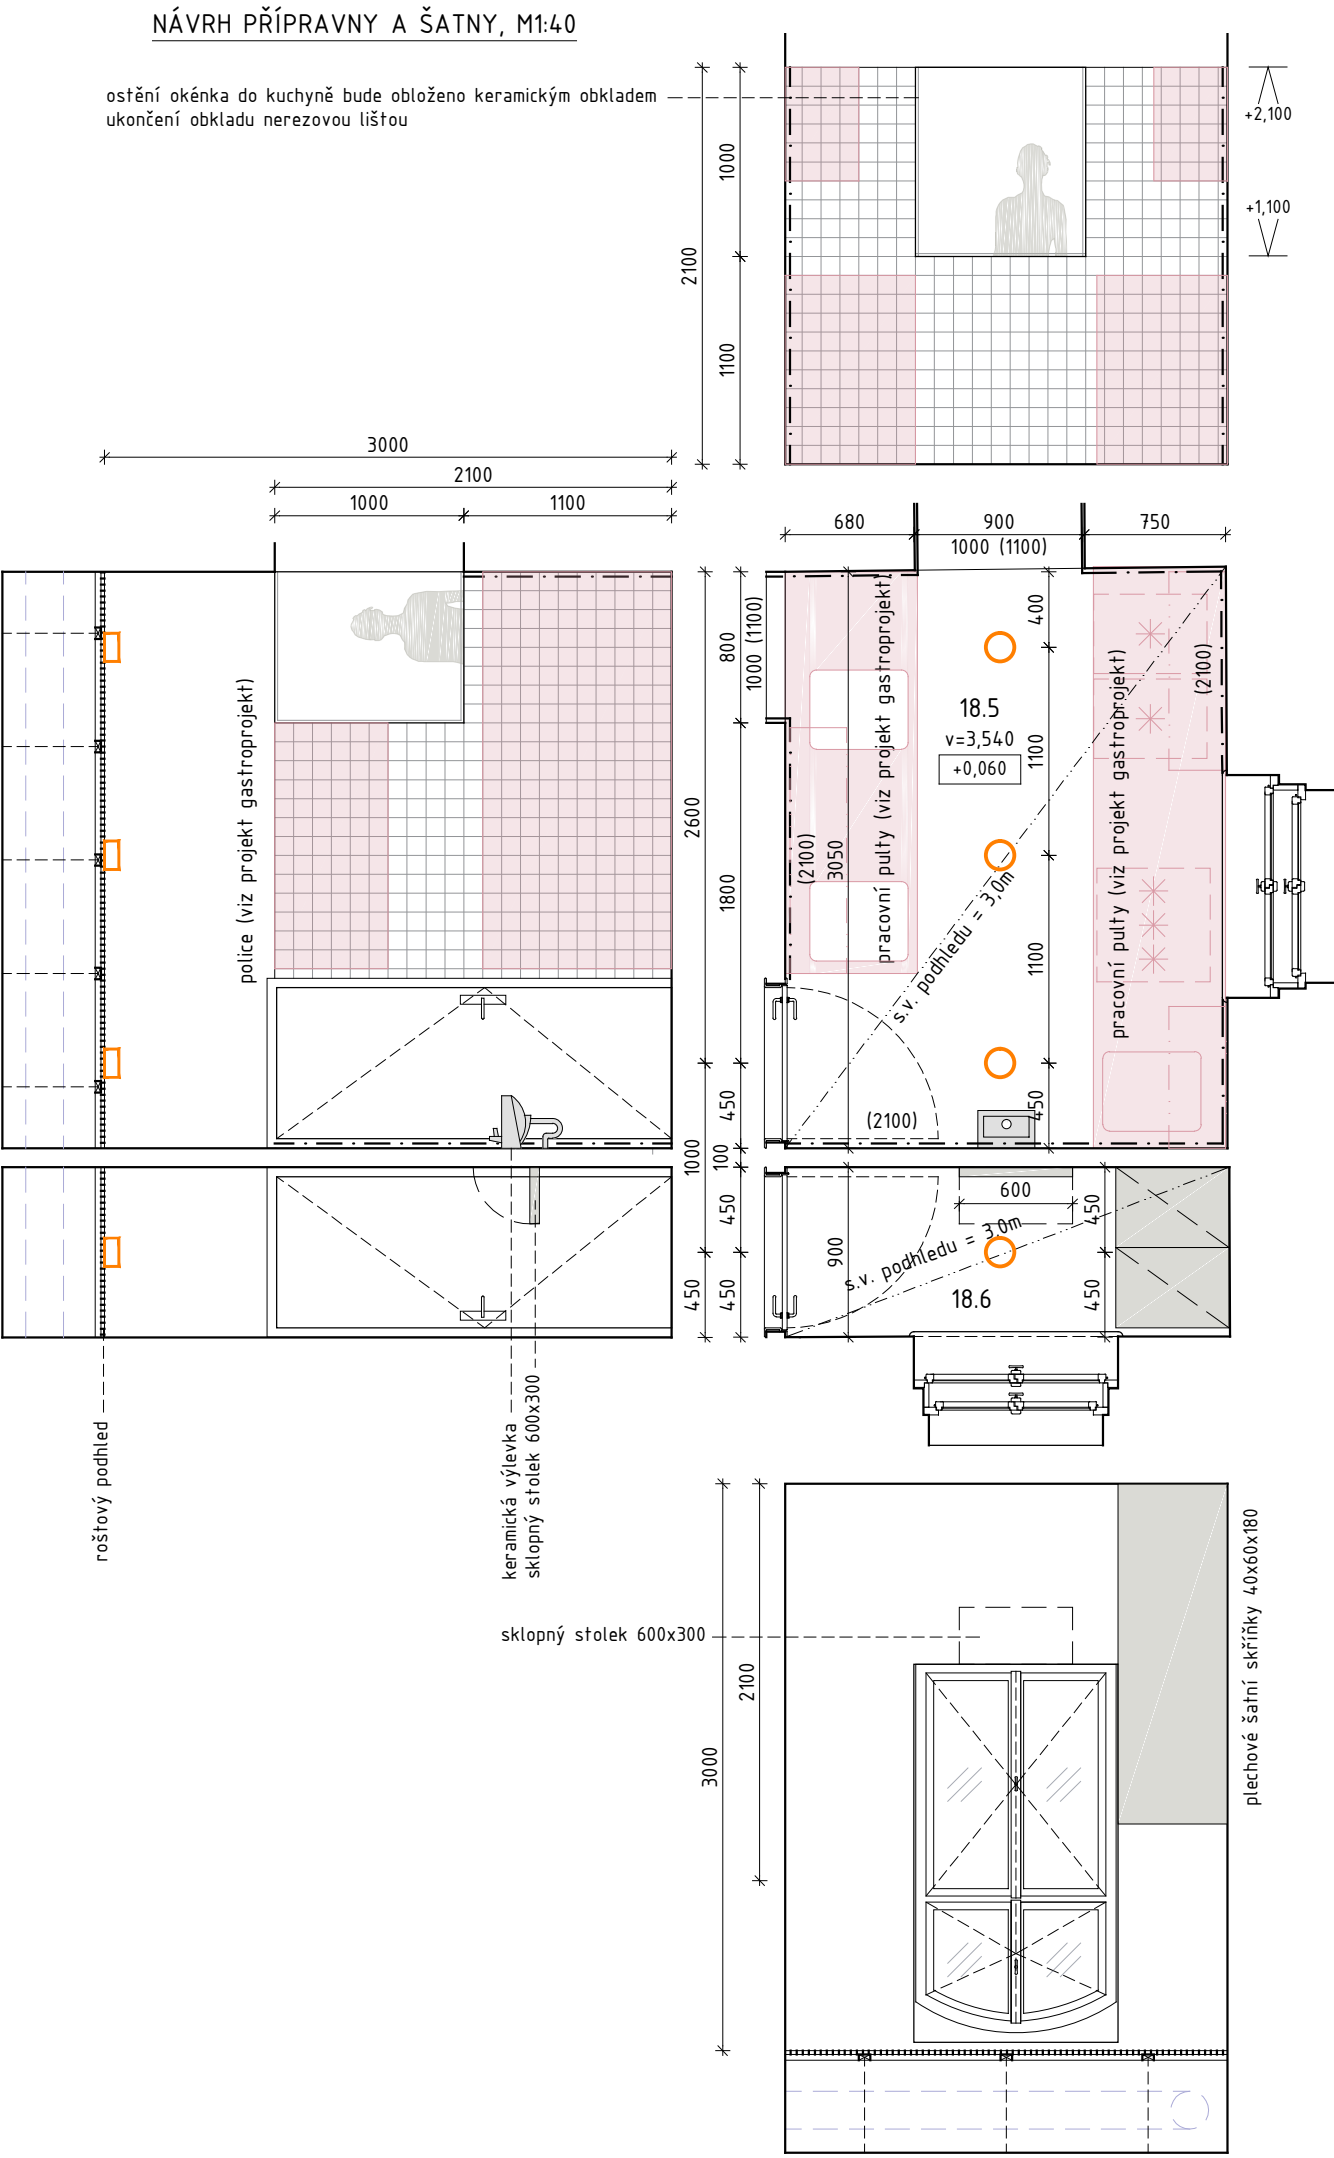 NÁVRH PŘÍPRAVNY A ŠATNY, M1:40
ostění okénka do kuchyně bude obloženo keramickým obkladem
ukončení obkladu nerezovou lištou
1000
1100
2100
+2,100
+1,100
3000
2100
1000
1100
680
900
750
1000 (1100)
police (viz projekt gastroprojekt)
2600
1000
450
800
1800
450
100
450
450
1000 (1100)
(2100)
3050
pracovní pulty (viz projekt gastroprojekt)
18.5
v=3,540
+0,060
s.v. podhledu = 3,0m
400
1100
1100
450
pracovní pulty (viz projekt gastroprojekt)
(2100)
(2100)
900
600
s.v. podhledu = 3,0m
18.6
450
450
roštový podhled
keramická výlevka
sklopný stolek 600x300
sklopný stolek 600x300
2100
3000
plechové šatní skříňky 40x60x180